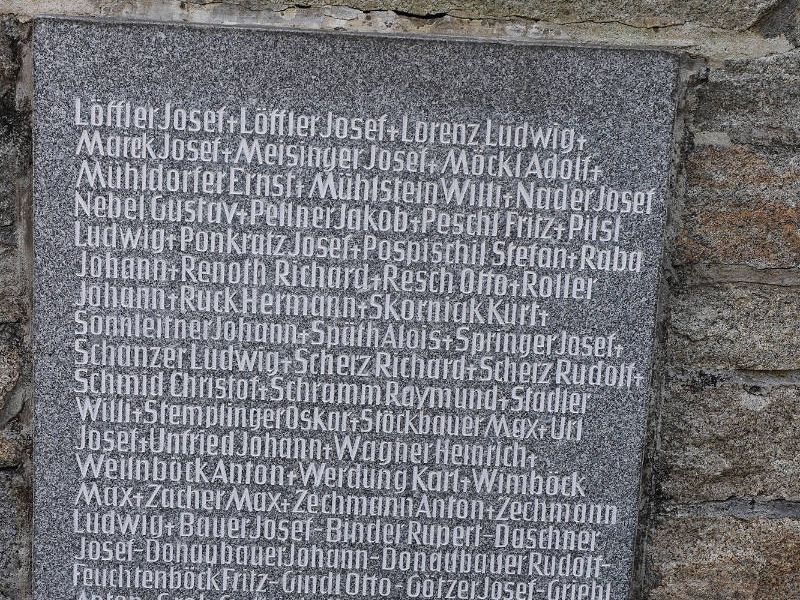 Löffler Josef+Löffler Josef+Lorenz Ludwig+
Marek Josef+Meisinger Josef+Möckl Adolf+
Mühldorfer Ernst+Mühlstein Willi+Nader Josef
Nebel Gustav+Pellner Jakob+Peschl Fritz+Pilsl
Ludwig+Ponkratz Josef+Pospischil Stefan+Raba
Johann+Renoth Richard+Resch Otto+Roller
Johann+Ruck Hermann+Skorniak Kurt+
Sonnleitner Johann+Späth Alois+Springer Josef+
Schanzer Ludwig+Scherz Richard+Scherz Rudolf+
Schmid Christof+Schramm Raymund+Stadler
Willi+Stemplinger Oskar+Stockbauer Max+Url
Josef+Unfried Johann+Wagner Heinrich+
Weilnböck Anton+Werdung Karl+Wimböck
Max+Zacher Max+Zechmann Anton+Zechmann
Ludwig+Bauer Josef-Binder Rupert-Daschner
Josef-Donaubauer Johann-Donaubauer Rudolf-
Feuchtenböck Fritz-Gindl Otto-Götzer Josef-Griebl
Anton-